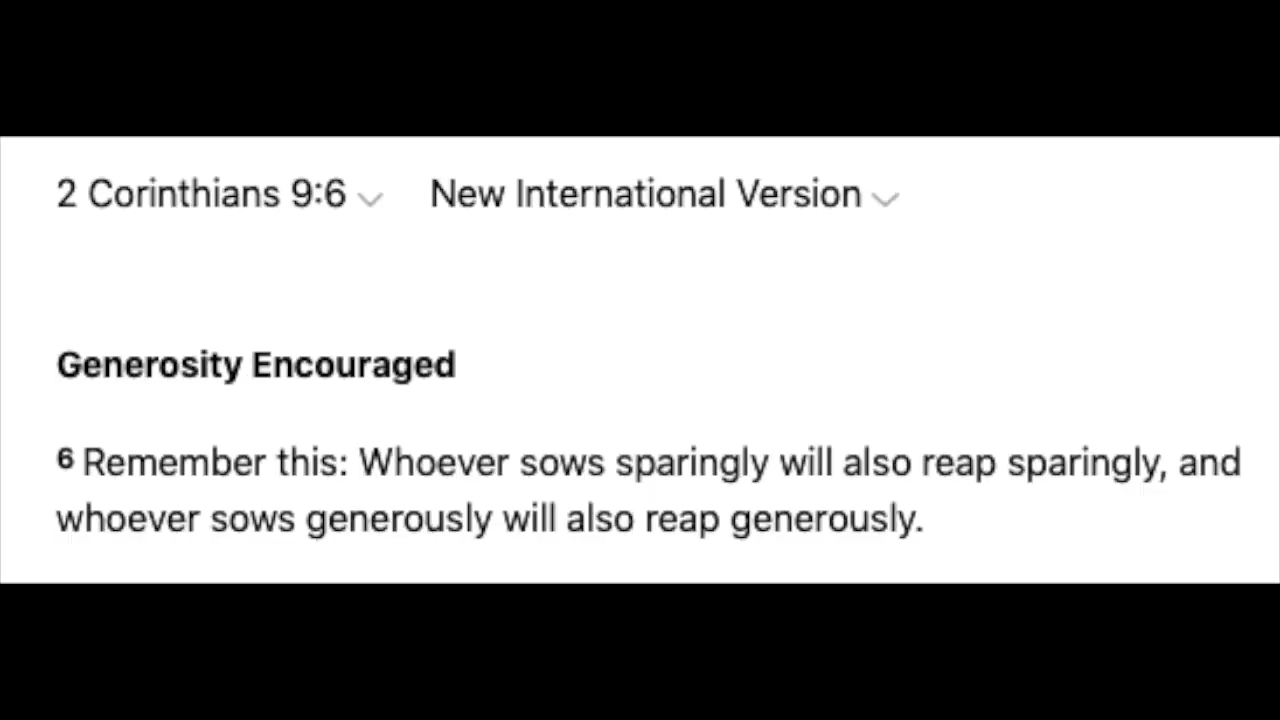 2 Corinthians 9:6 New International Version
Generosity Encouraged
6 Remember this: Whoever sows sparingly will also reap sparingly, and
whoever sows generously will also reap generously.